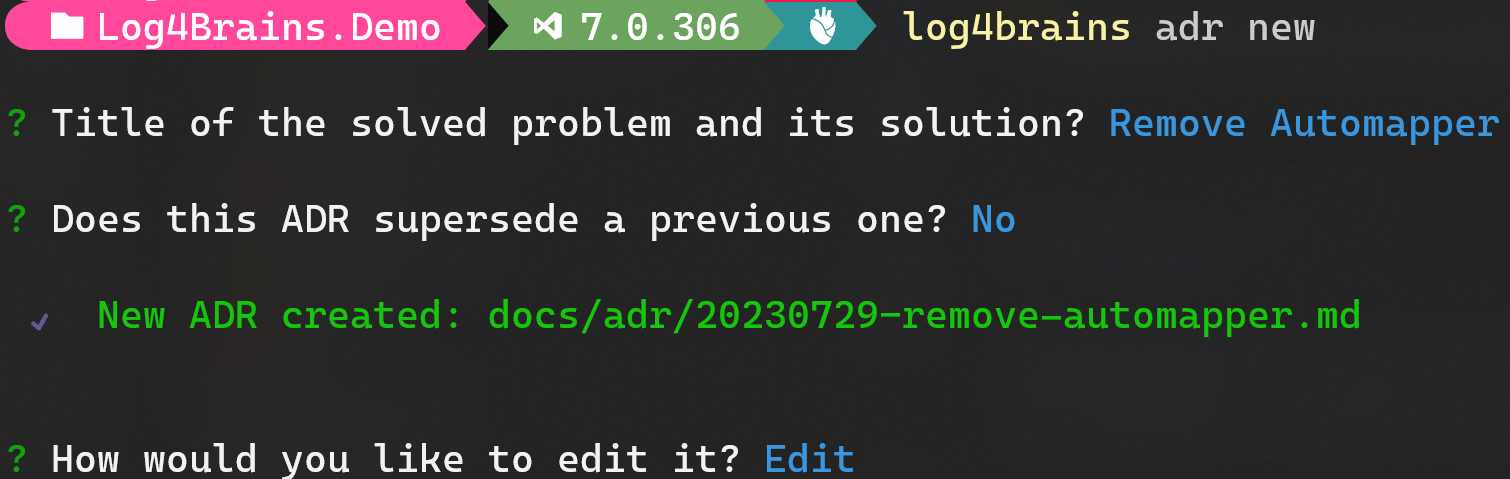 Log4Brains.Demo 7.0.306 log4brains adr new
? Title of the solved problem and its solution? Remove Automapper
? Does this ADR supersede a previous one? No
✓ New ADR created: docs/adr/20230729-remove-automapper.md
? How would you like to edit it? Edit